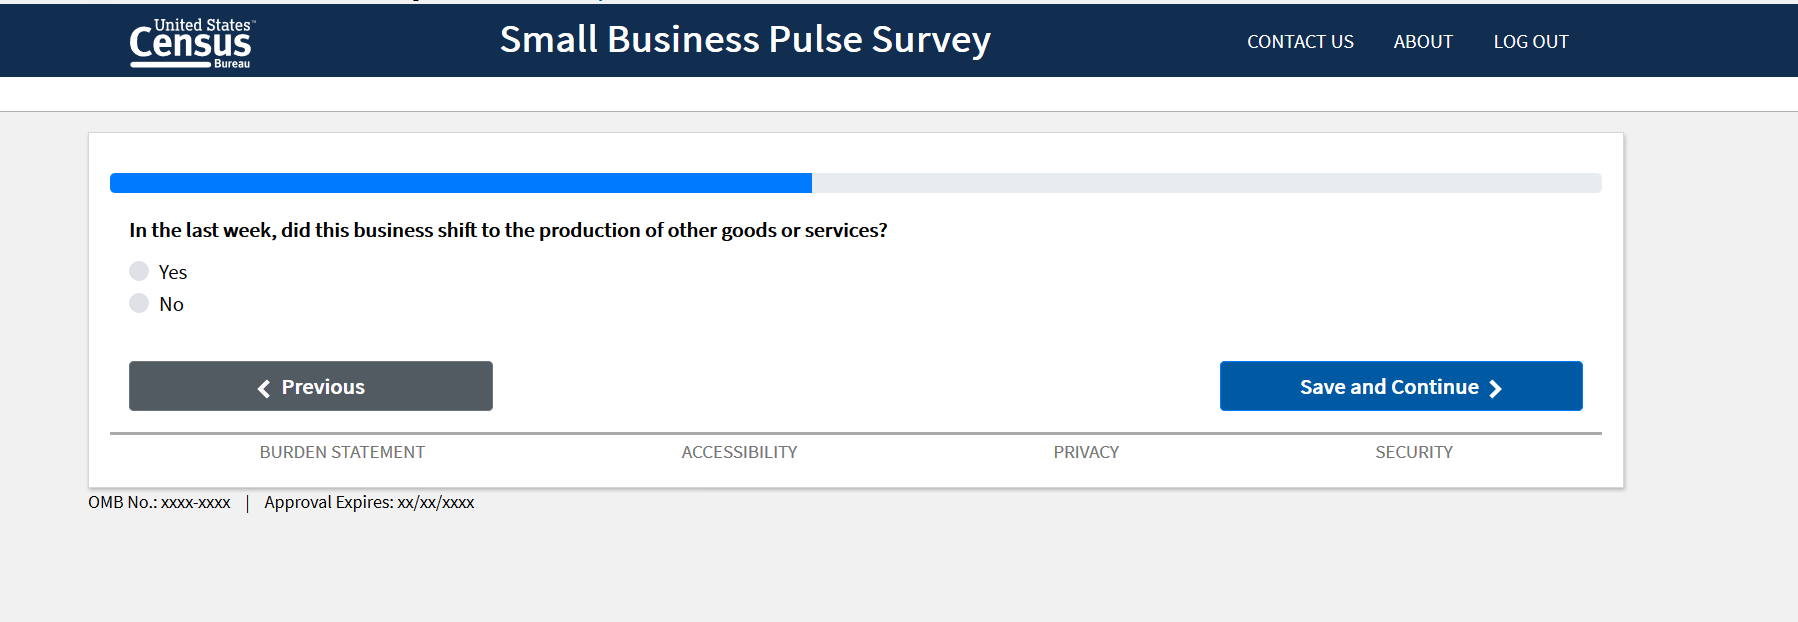 United States™
Census
Bureau
Small Business Pulse Survey
CONTACT US ABOUT LOG OUT
In the last week, did this business shift to the production of other goods or services?
Yes
No
Previous
Save and Continue
BURDEN STATEMENT ACCESSIBILITY PRIVACY SECURITY
OMB No.: xxxx-xxxx | Approval Expires: xx/xx/xxxx